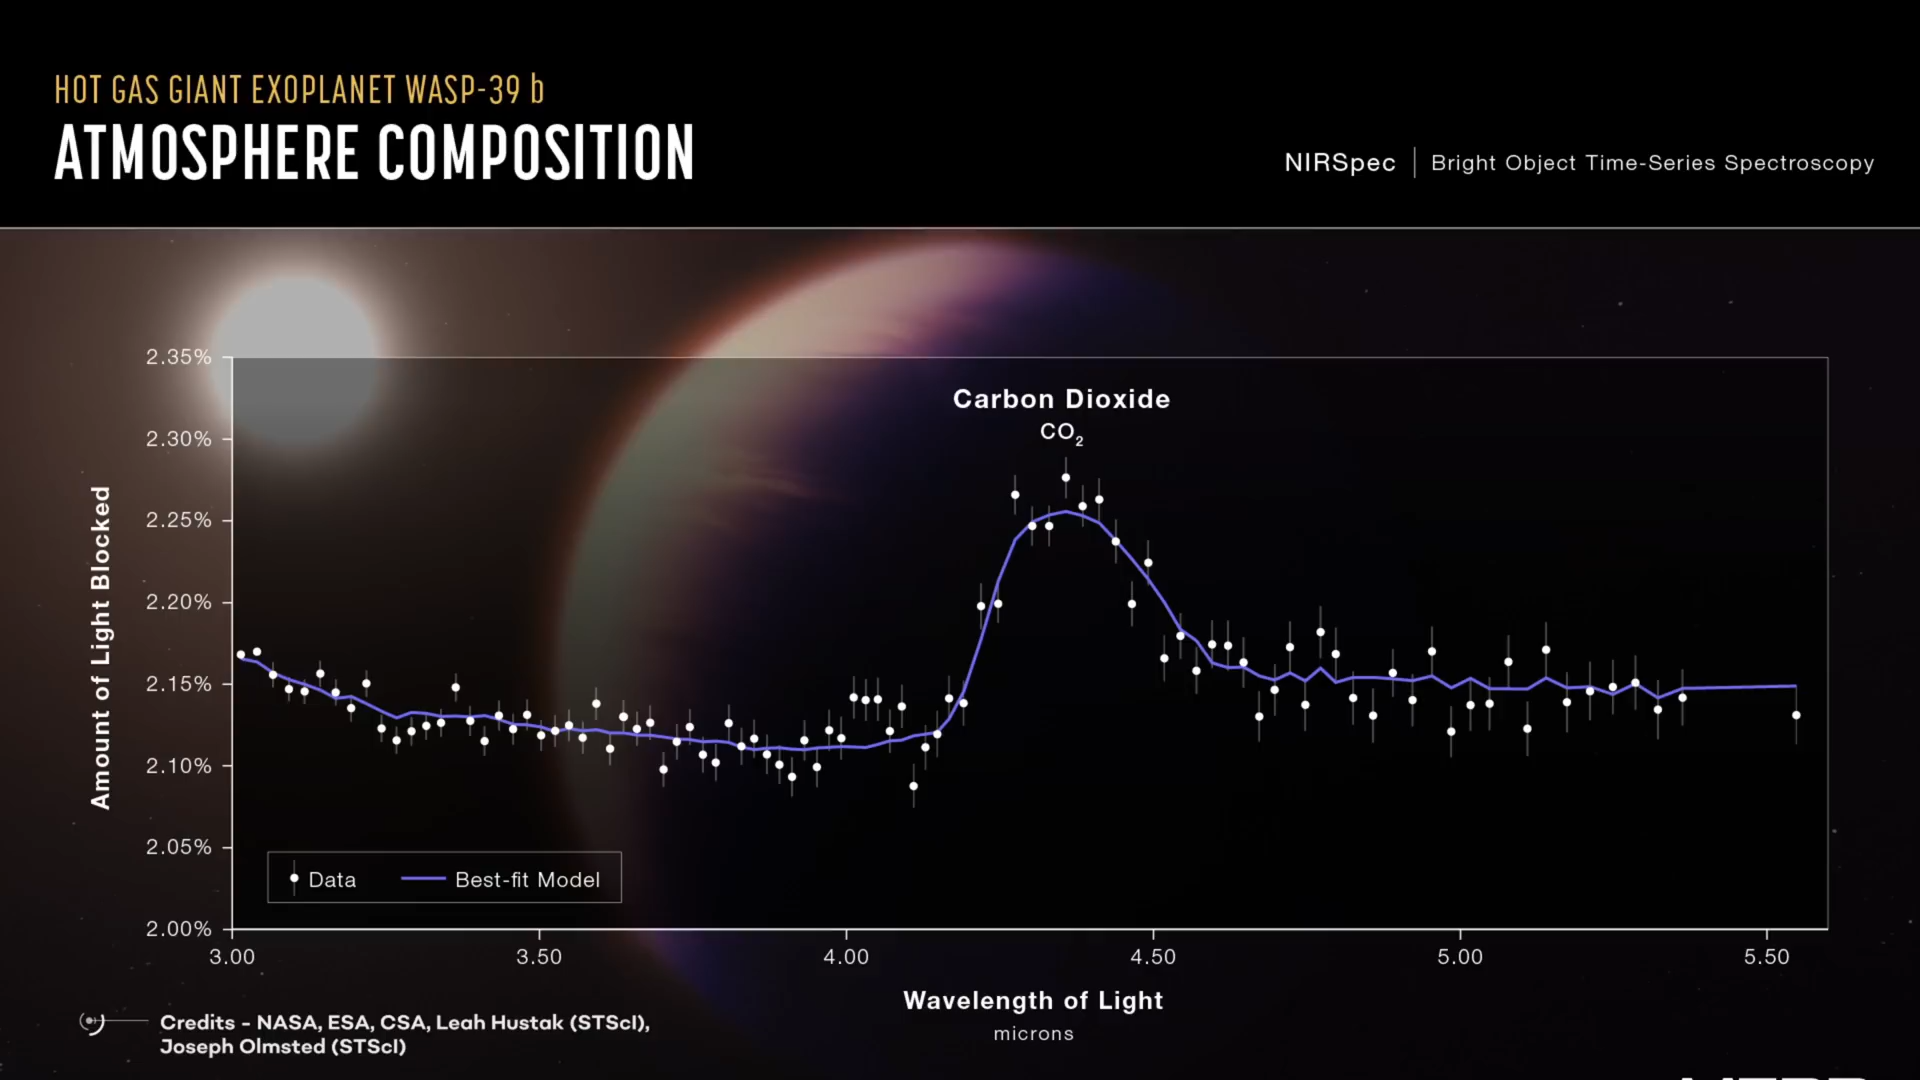 HOT GAS GIANT EXOPLANET WASP-39 b
ATMOSPHERE COMPOSITION
NIRSpec | Bright Object Time-Series Spectroscopy
2.35%
2.30%
2.25%
2.20%
2.15%
2.10%
2.05%
2.00%
Amount of Light Blocked
Carbon Dioxide
CO₂
Data
Best-fit Model
3.00 3.50 4.00 4.50 5.00 5.50
Wavelength of Light
microns
Credits - NASA, ESA, CSA, Leah Hustak (STScI),
Joseph Olmsted (STScI)